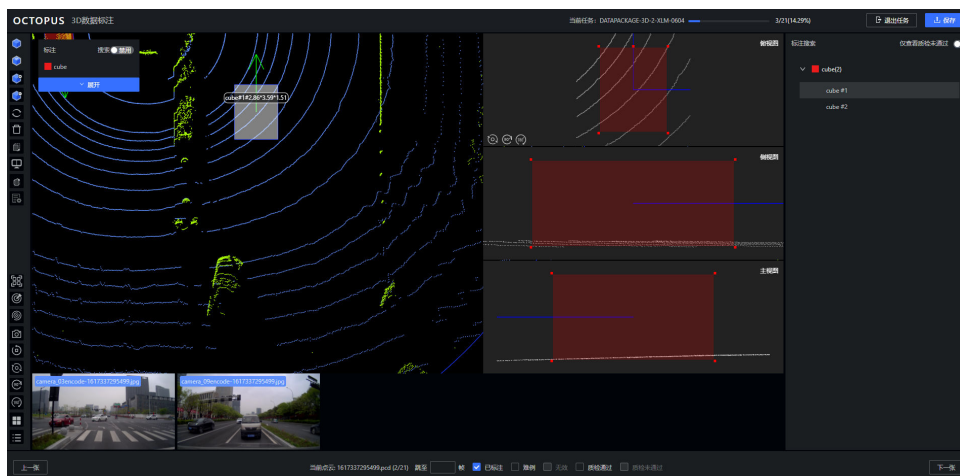 OCTOPUS 3D数据标注
当前任务: DATAPACKAGE-3D-2-XLM-0604
3/21(14.29%)
退出任务
保存
标注
搜索 禁用
cube
展开
cube#1#2.86*3.59*1.51
俯视图
侧视图
主视图
标注搜索
仅查看质检未通过
cube(2)
cube #1
cube #2
camera_03encode-1617337295499.jpg
camera_09encode-1617337295499.jpg
上一张
当前点云: 1617337295499.pcd (2/21) 跳至 帧 已标注 难例 无效 质检通过 质检未通过
下一张